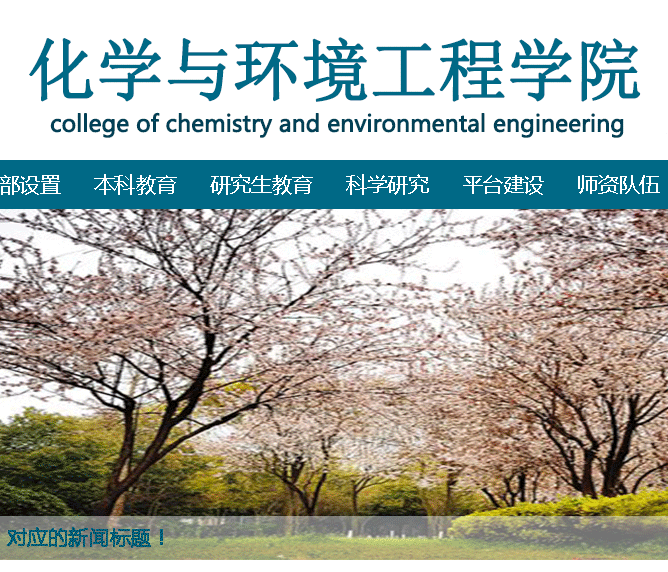 化学与环境工程学院
college of chemistry and environmental engineering
部设置 本科教育 研究生教育 科学研究 平台建设 师资队伍
对应的新闻标题！